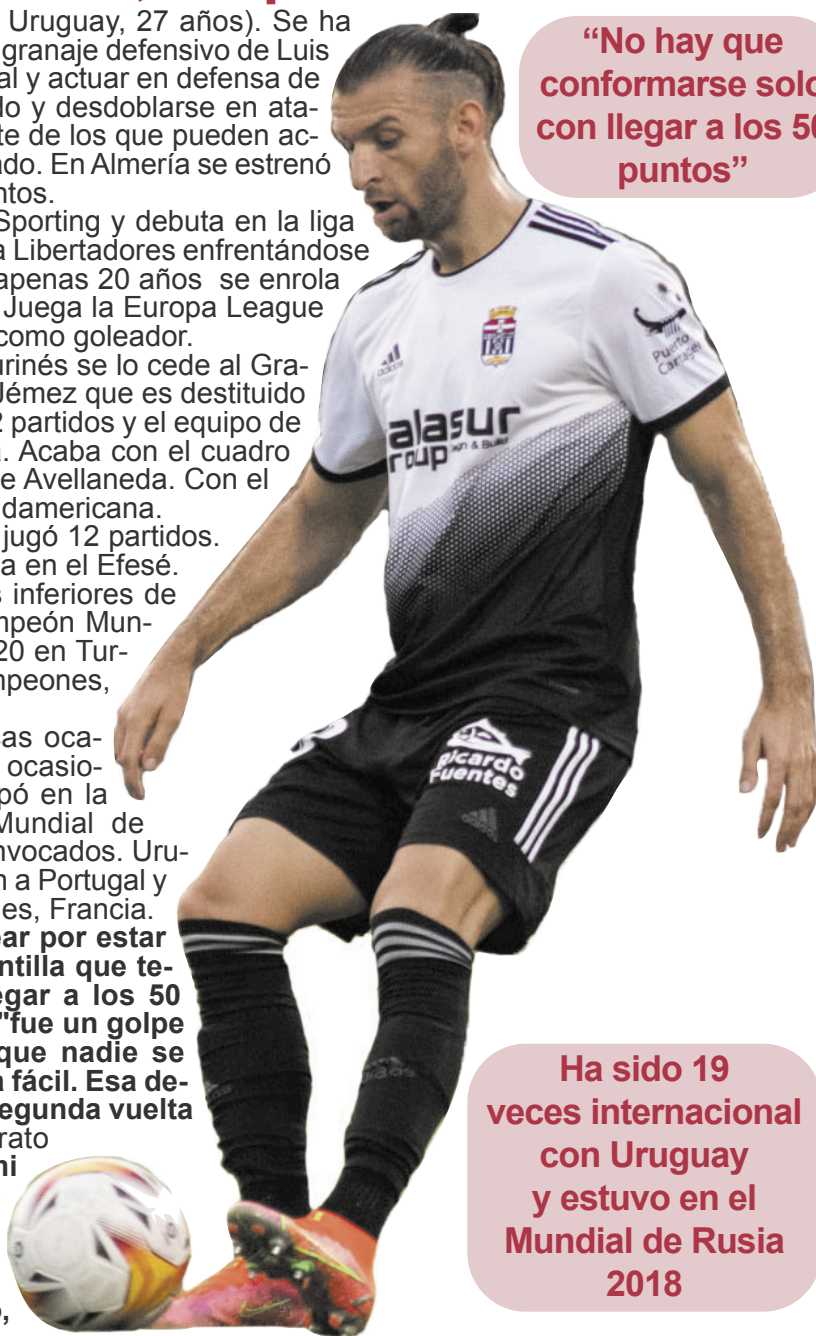 Uruguay, 27 años). Se ha
granaje defensivo de Luis
al y actuar en defensa de
lo y desdoblarse en ata-
te de los que pueden ac-
ado. En Almería se estrenó
ntos.
Sporting y debuta en la liga
a Libertadores enfrentándose
apenas 20 años se enrola
Juega la Europa League
como goleador.
urinés se lo cede al Gra-
Jémez que es destituido
2 partidos y el equipo de
a. Acaba con el cuadro
e Avellaneda. Con el
udamericana.
jugó 12 partidos.
a en el Efesé.
s inferiores de
mpeón Mun-
20 en Tur-
mpeones,
sas oca-
ocasio-
pó en la
Mundial de
nvocados. Uru-
n a Portugal y
es, Francia.
ear por estar
ntilla que te-
egar a los 50
"fue un golpe
que nadie se
a fácil. Esa de-
segunda vuelta
rato
ni
o,
“No hay que
conformarse solo
con llegar a los 50
puntos”
adidas
Puerto
alasur
roup
Ricardo
Fuentes
Ha sido 19
veces internacional
con Uruguay
y estuvo en el
Mundial de Rusia
2018